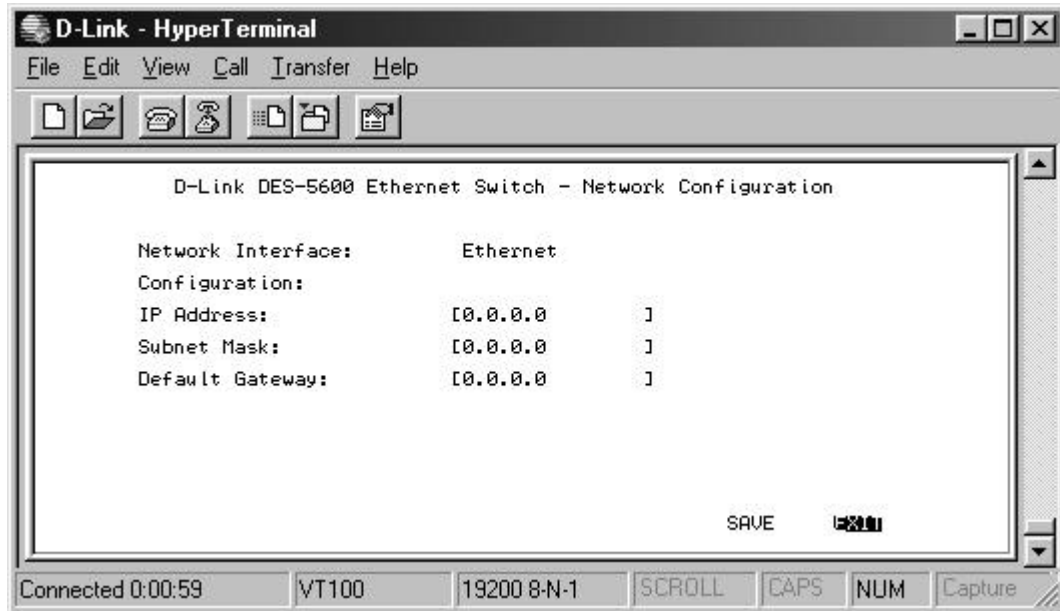 D-Link - HyperTerminal
File Edit View Call Transfer Help
D-Link DES-5600 Ethernet Switch - Network Configuration
Network Interface: Ethernet
Configuration:
IP Address: [0.0.0.0 ]
Subnet Mask: [0.0.0.0 ]
Default Gateway: [0.0.0.0 ]
SAVE EXIT
Connected 0:00:59 VT100 19200 8-N-1 SCROLL CAPS NUM Capture